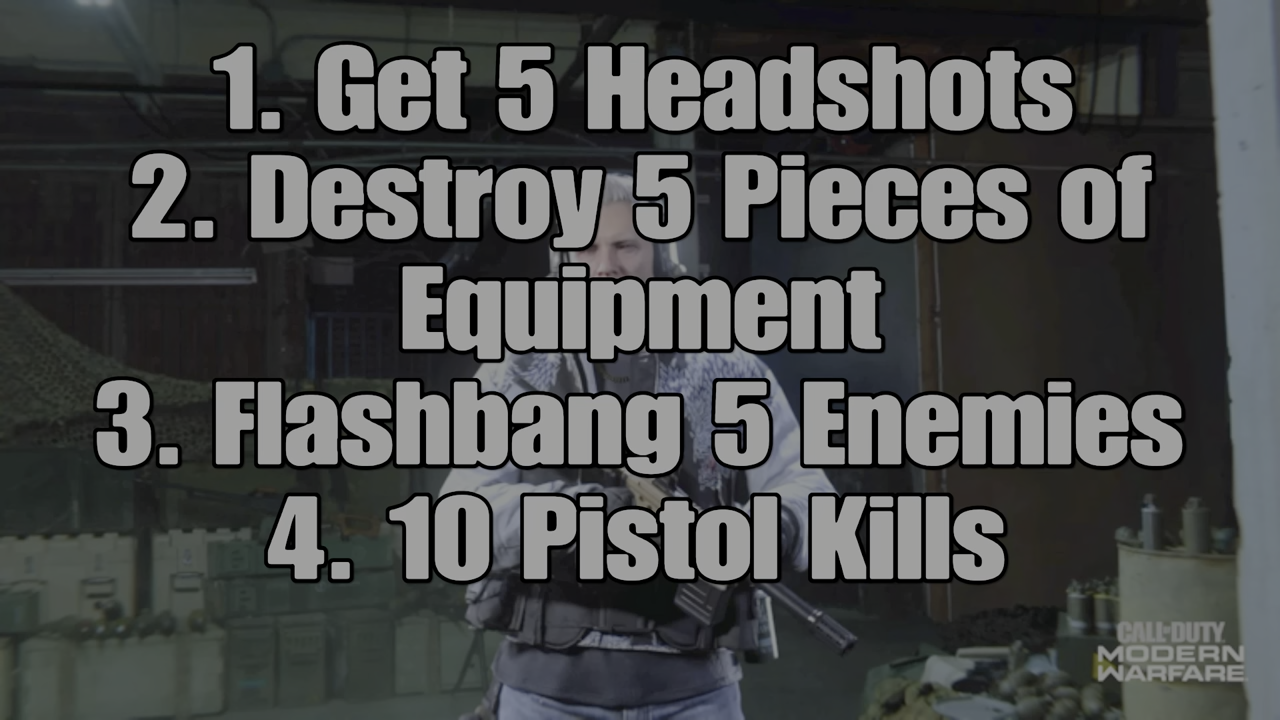 1. Get 5 Headshots
2. Destroy 5 Pieces of
Equipment
3. Flashbang 5 Enemies
4. 10 Pistol Kills
CALL OF DUTY
MODERN
WARFARE